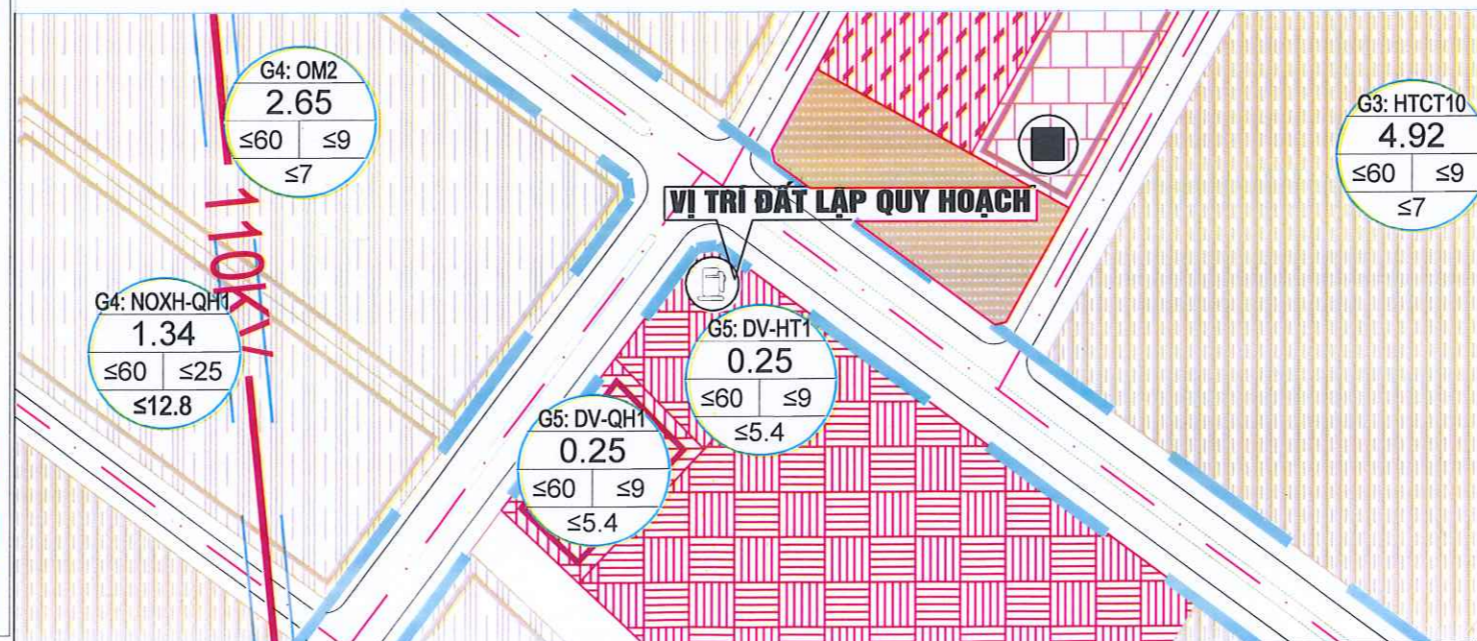 G4: OM2
2.65
≤60 ≤9
≤7
G3: HTCT10
4.92
≤60 ≤9
≤7
VỊ TRÍ ĐẤT LẬP QUY HOẠCH
110KV
G4: NOXH-QH1
1.34
≤60 ≤25
≤12.8
G5: DV-HT1
0.25
≤60 ≤9
≤5.4
G5: DV-QH1
0.25
≤60 ≤9
≤5.4